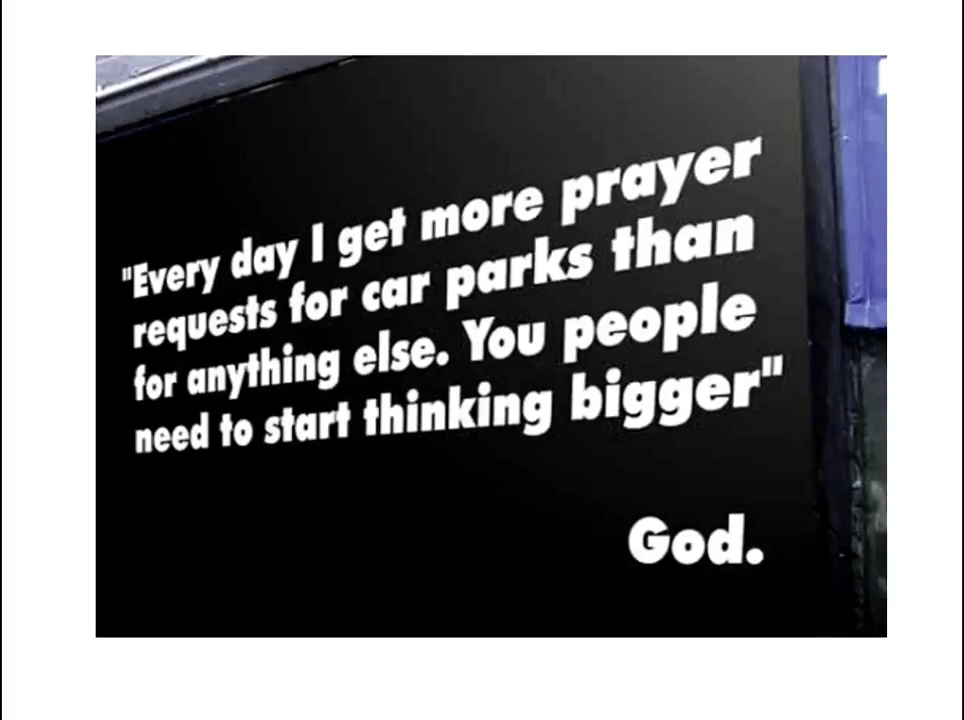 "Every day I get more prayer
requests for car parks than
for anything else. You people
need to start thinking bigger"
God.